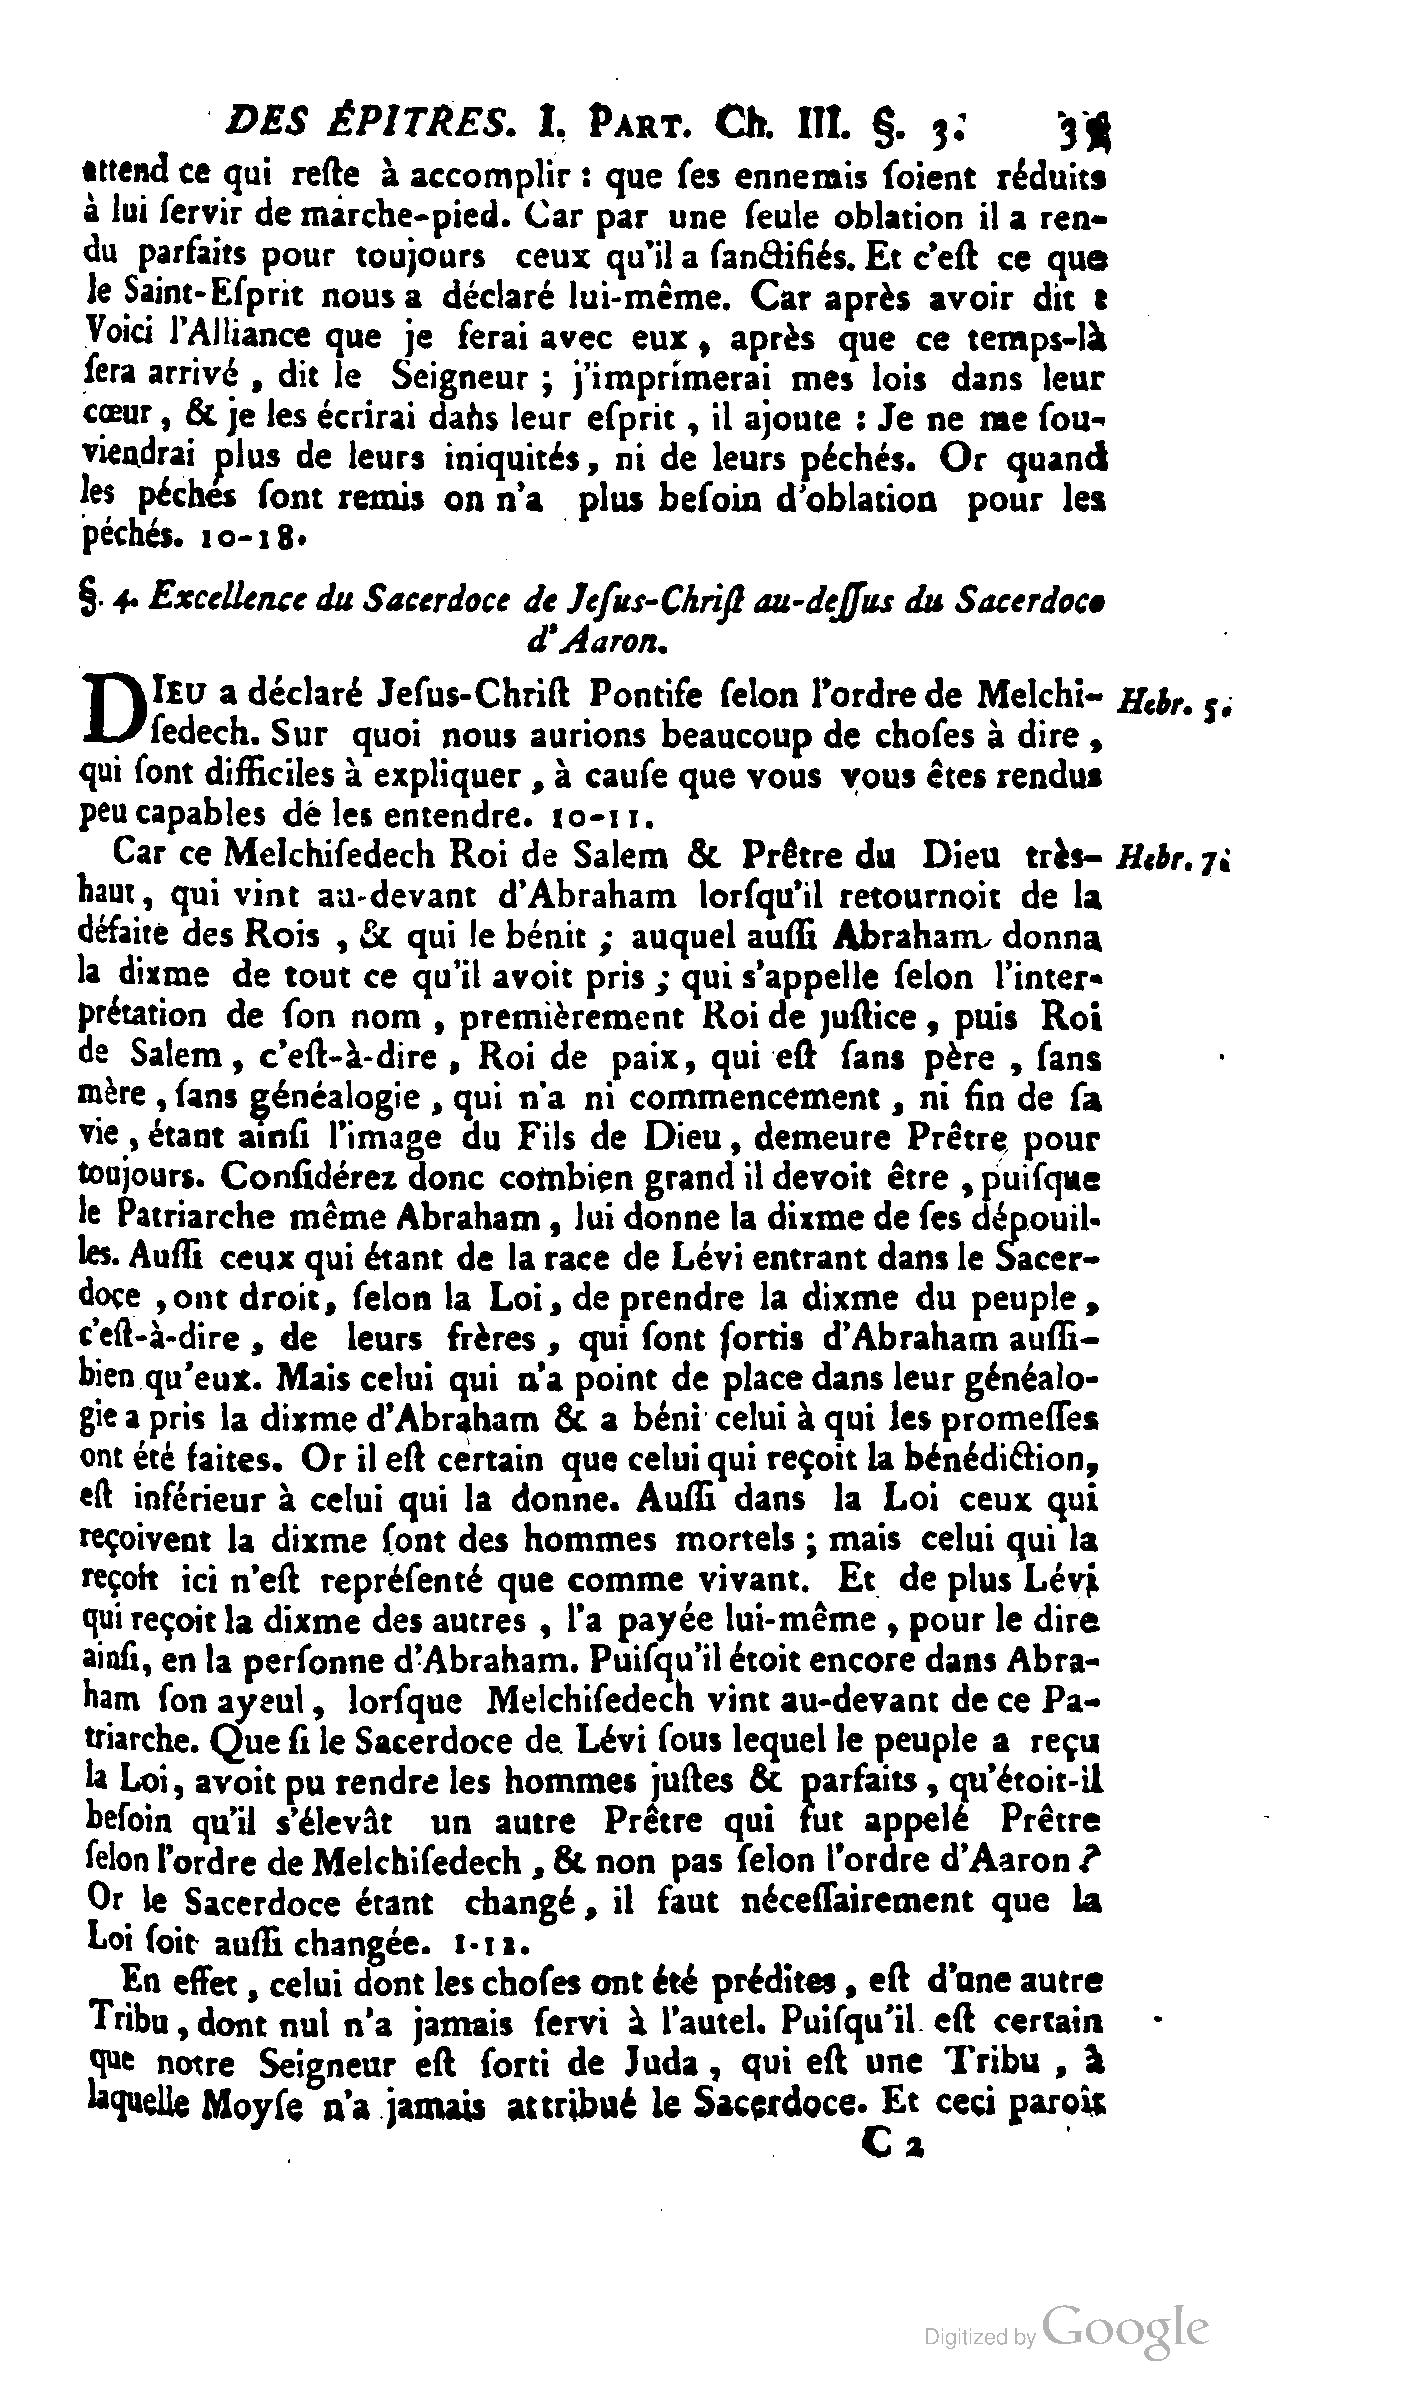 DES ÉPITRES. I. PART. Ch. III. §. 3.
attend ce qui reſte à accomplir : que ſes ennemis ſoient réduits
à lui ſervir de marche-pied. Car par une ſeule oblation il a ren-
du parfaits pour toujours ceux qu'il a ſanctifiés. Et c'eſt ce que
le Saint-Eſprit nous a déclaré lui-même. Car après avoir dit :
Voici l'Alliance que je ferai avec eux, après que ce temps-là
ſera arrivé, dit le Seigneur ; j'imprimerai mes lois dans leur
cœur, & je les écrirai dans leur eſprit, il ajoute : Je ne me ſou-
viendrai plus de leurs iniquités, ni de leurs péchés. Or quand
les péchés ſont remis on n'a plus beſoin d'oblation pour les
péchés. 10-18.
§. 4. Excellence du Sacerdoce de Jeſus-Chriſt au-deſſus du Sacerdoce
d'Aaron.
DIEU a déclaré Jeſus-Chriſt Pontife ſelon l'ordre de Melchi- Hebr. 5.
ſedech. Sur quoi nous aurions beaucoup de choſes à dire,
qui ſont difficiles à expliquer, à cauſe que vous vous êtes rendus
peu capables de les entendre. 10-11.
Car ce Melchiſedech Roi de Salem & Prêtre du Dieu très- Hebr. 7.
haut, qui vint au-devant d'Abraham lorſqu'il retournoit de la
défaite des Rois, & qui le bénit ; auquel auſſi Abraham donna
la dixme de tout ce qu'il avoit pris ; qui s'appelle ſelon l'inter-
prétation de ſon nom, premièrement Roi de juſtice, puis Roi
de Salem, c'eſt-à-dire, Roi de paix, qui eſt ſans père, ſans
mère, ſans généalogie, qui n'a ni commencement, ni fin de ſa
vie, étant ainſi l'image du Fils de Dieu, demeure Prêtre pour
toujours. Conſidérez donc combien grand il devoit être, puiſque
le Patriarche même Abraham, lui donne la dixme de ſes dépouil-
les. Auſſi ceux qui étant de la race de Lévi entrant dans le Sacer-
doce, ont droit, ſelon la Loi, de prendre la dixme du peuple,
c'eſt-à-dire, de leurs frères, qui ſont ſortis d'Abraham auſſi-
bien qu'eux. Mais celui qui n'a point de place dans leur généalo-
gie a pris la dixme d'Abraham & a béni celui à qui les promeſſes
ont été faites. Or il eſt certain que celui qui reçoit la bénédiction,
eſt inférieur à celui qui la donne. Auſſi dans la Loi ceux qui
reçoivent la dixme ſont des hommes mortels ; mais celui qui la
reçoit ici n'eſt repréſenté que comme vivant. Et de plus Lévi
qui reçoit la dixme des autres, l'a payée lui-même, pour le dire
ainſi, en la perſonne d'Abraham. Puiſqu'il étoit encore dans Abra-
ham ſon ayeul, lorſque Melchiſedech vint au-devant de ce Pa-
triarche. Que ſi le Sacerdoce de Lévi ſous lequel le peuple a reçu
la Loi, avoit pu rendre les hommes juſtes & parfaits, qu'étoit-il
beſoin qu'il s'élevât un autre Prêtre qui fut appelé Prêtre
ſelon l'ordre de Melchiſedech, & non pas ſelon l'ordre d'Aaron ?
Or le Sacerdoce étant changé, il faut néceſſairement que la
Loi ſoit auſſi changée. 1-12.
En effet, celui dont les choſes ont été prédites, eſt d'une autre
Tribu, dont nul n'a jamais ſervi à l'autel. Puiſqu'il eſt certain
que notre Seigneur eſt ſorti de Juda, qui eſt une Tribu, à
laquelle Moyſe n'a jamais attribué le Sacerdoce. Et ceci paroît
C 2
Digitized by Google